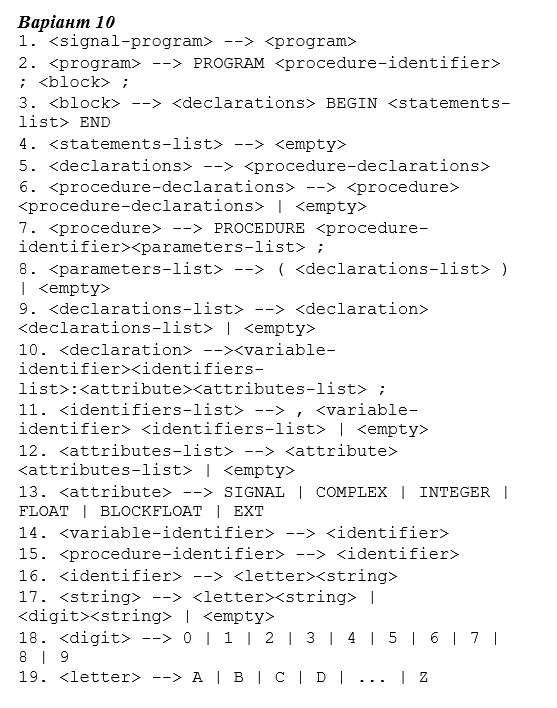 Варіант 10
1. <signal-program> --> <program>
2. <program> --> PROGRAM <procedure-identifier>
; <block> ;
3. <block> --> <declarations> BEGIN <statements-
list> END
4. <statements-list> --> <empty>
5. <declarations> --> <procedure-declarations>
6. <procedure-declarations> --> <procedure>
<procedure-declarations> | <empty>
7. <procedure> --> PROCEDURE <procedure-
identifier><parameters-list> ;
8. <parameters-list> --> ( <declarations-list> )
| <empty>
9. <declarations-list> --> <declaration>
<declarations-list> | <empty>
10. <declaration> --><variable-
identifier><identifiers-
list>:<attribute><attributes-list> ;
11. <identifiers-list> --> , <variable-
identifier> <identifiers-list> | <empty>
12. <attributes-list> --> <attribute>
<attributes-list> | <empty>
13. <attribute> --> SIGNAL | COMPLEX | INTEGER |
FLOAT | BLOCKFLOAT | EXT
14. <variable-identifier> --> <identifier>
15. <procedure-identifier> --> <identifier>
16. <identifier> --> <letter><string>
17. <string> --> <letter><string> |
<digit><string> | <empty>
18. <digit> --> 0 | 1 | 2 | 3 | 4 | 5 | 6 | 7 |
8 | 9
19. <letter> --> A | B | C | D | ... | Z